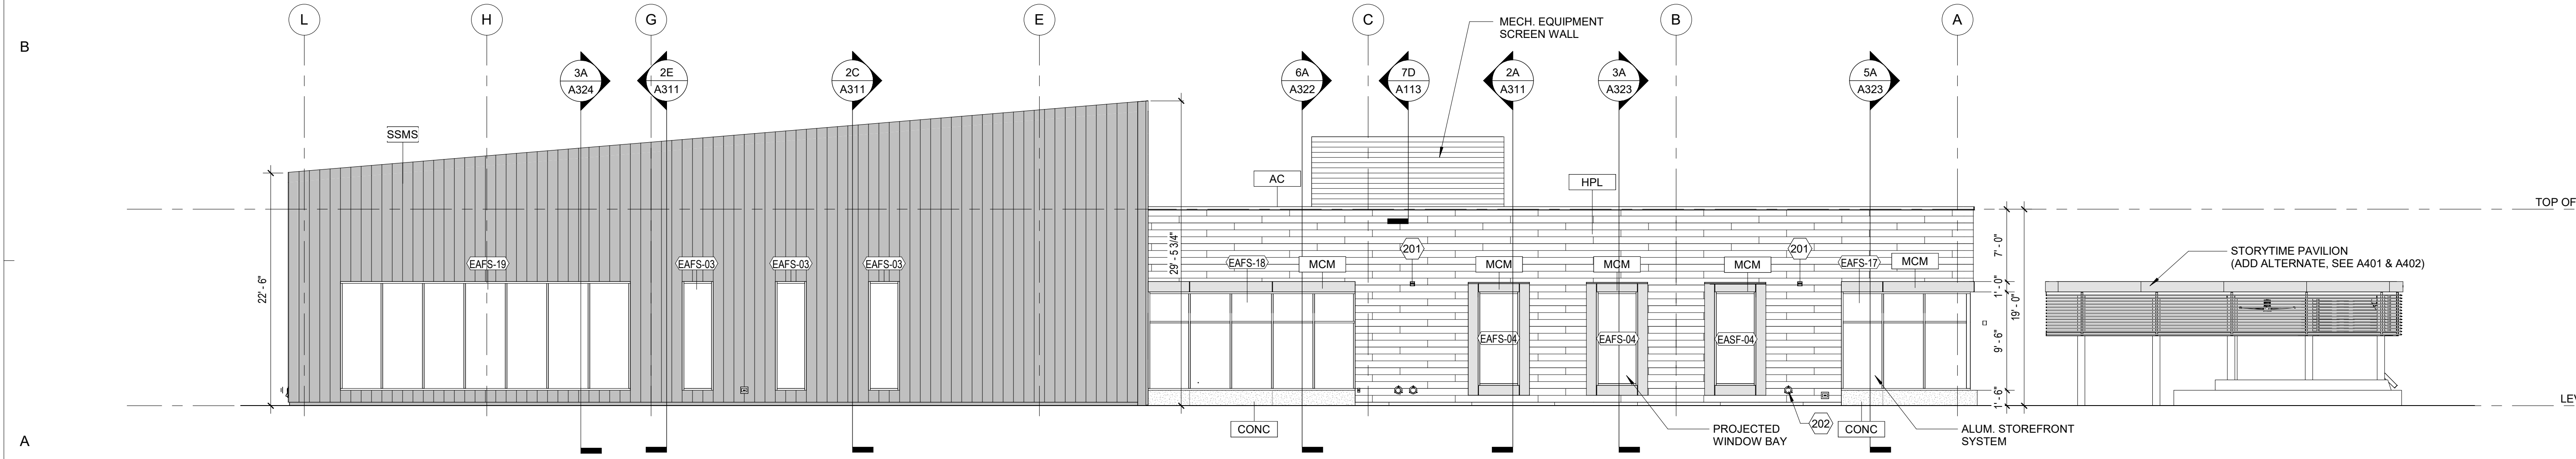 L
H
G
E
C
B
A
MECH. EQUIPMENT
SCREEN WALL
B
3A
A324
2E
A311
2C
A311
6A
A322
7D
A113
2A
A311
3A
A323
5A
A323
SSMS
AC
HPL
TOP OF
201
201
7' - 0"
29' - 5 3/4"
STORYTIME PAVILION
(ADD ALTERNATE, SEE A401 & A402)
EAFS-19
EAFS-03
EAFS-03
EAFS-03
EAFS-18
MCM
MCM
MCM
MCM
EAFS-17
MCM
1' - 0"
22' - 6"
19' - 0"
EAFS-04
EAFS-04
EASF-04
9' - 6"
1' - 6"
LEV
CONC
PROJECTED
WINDOW BAY
202
CONC
ALUM. STOREFRONT
SYSTEM
A